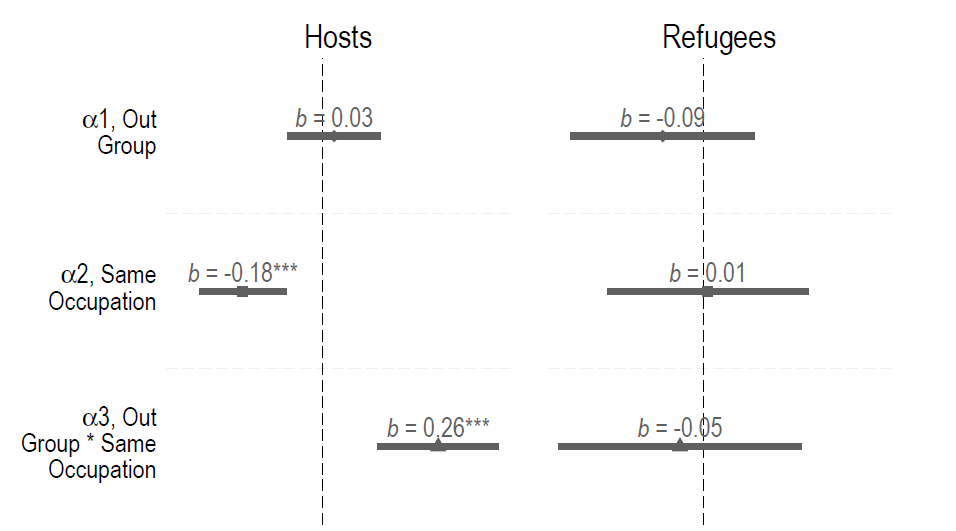 Hosts
Refugees
α1, Out
Group
b = 0.03
b = -0.09
α2, Same
Occupation
b = -0.18***
b = 0.01
α3, Out
Group * Same
Occupation
b = 0.26***
b = -0.05